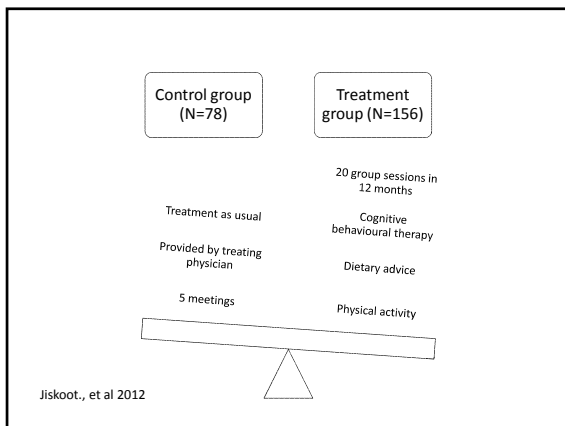 Control group
(N=78)
Treatment
group (N=156)
Treatment as usual
Provided by treating
physician
5 meetings
20 group sessions in
12 months
Cognitive
behavioural therapy
Dietary advice
Physical activity
Jiskoot., et al 2012